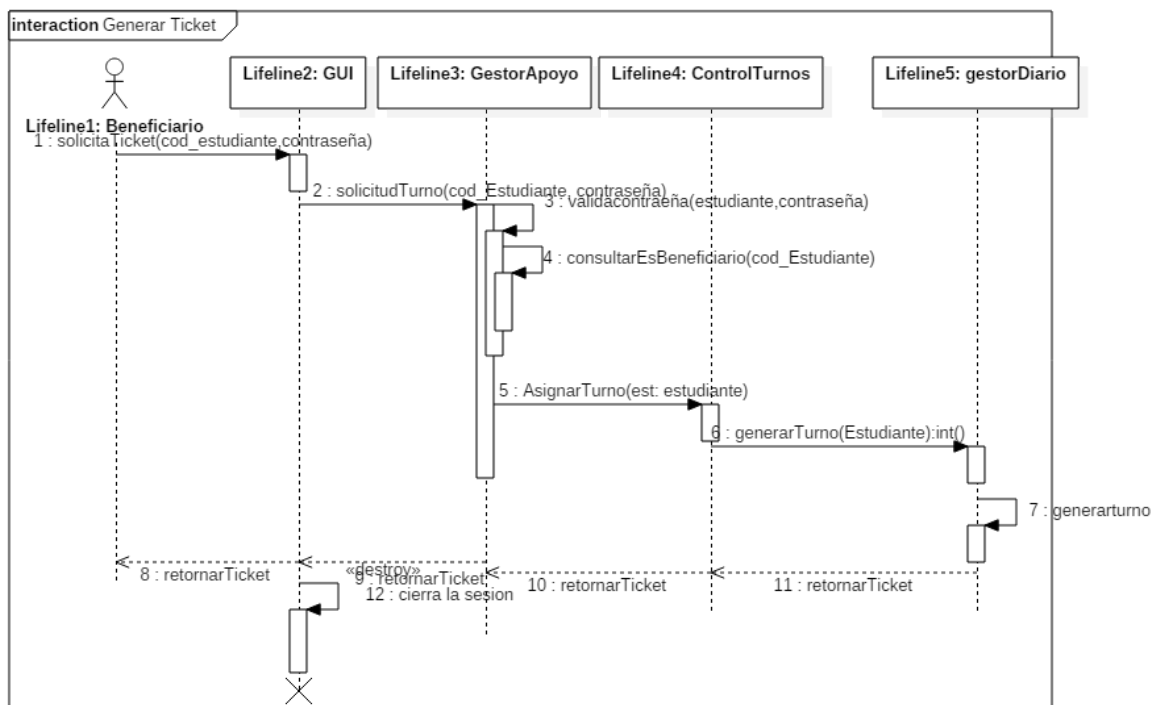 interaction Generar Ticket
Lifeline2: GUI
Lifeline3: GestorApoyo
Lifeline4: ControlTurnos
Lifeline5: gestorDiario
Lifeline1: Beneficiario
1 : solicitaTicket(cod_estudiante,contraseña)
2 : solicitudTurno(cod_Estudiante, contraseña)
3 : validacontraeña(estudiante,contraseña)
4 : consultarEsBeneficiario(cod_Estudiante)
5 : AsignarTurno(est: estudiante)
6 : generarTurno(Estudiante):int()
7 : generarturno
8 : retornarTicket
«destroy»
9 : retornarTicket
10 : retornarTicket
11 : retornarTicket
12 : cierra la sesion